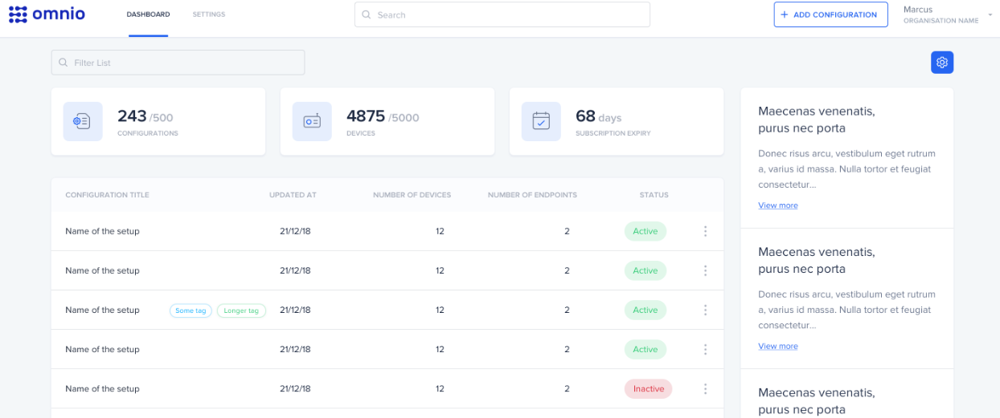 omnio
DASHBOARD
SETTINGS
Search
+ ADD CONFIGURATION
Marcus
ORGANISATION NAME
Filter List
243 /500
CONFIGURATIONS
4875 /5000
DEVICES
68 days
SUBSCRIPTION EXPIRY
CONFIGURATION TITLE UPDATED AT NUMBER OF DEVICES NUMBER OF ENDPOINTS STATUS
Name of the setup 21/12/18 12 2 Active
Name of the setup 21/12/18 12 2 Active
Name of the setup Some tag Longer tag 21/12/18 12 2 Active
Name of the setup 21/12/18 12 2 Active
Name of the setup 21/12/18 12 2 Inactive
Maecenas venenatis,
purus nec porta
Donec risus arcu, vestibulum eget rutrum
a, varius id massa. Nulla tortor et feugiat
consectetur...
View more
Maecenas venenatis,
purus nec porta
Donec risus arcu, vestibulum eget rutrum
a, varius id massa. Nulla tortor et feugiat
consectetur...
View more
Maecenas venenatis,
purus nec porta